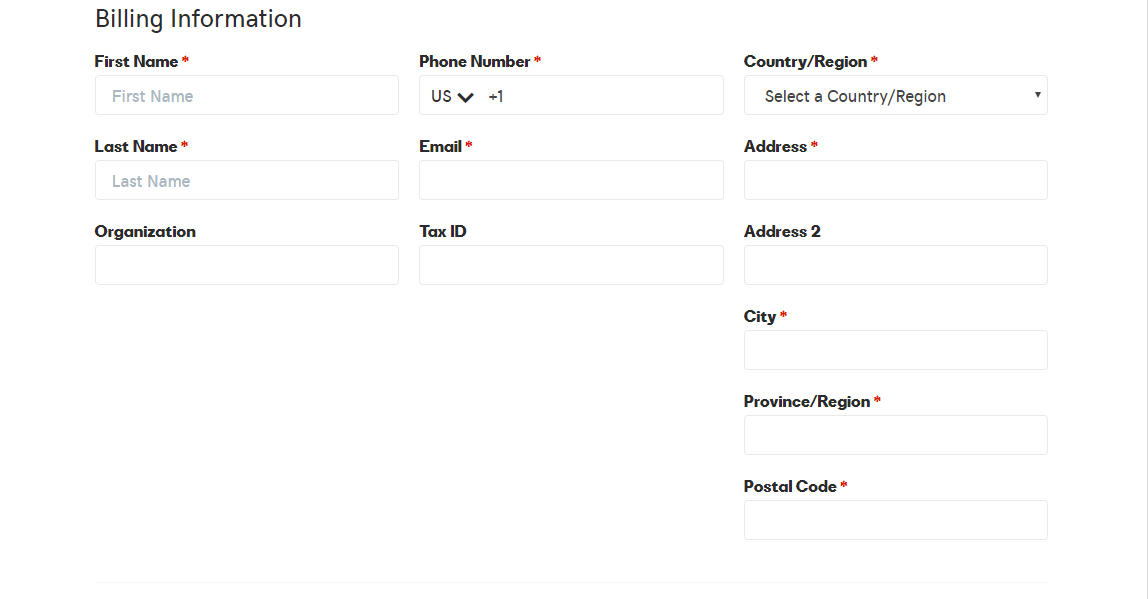 Billing Information
First Name *
First Name
Last Name *
Last Name
Organization
Phone Number *
US +1
Email *
Tax ID
Country/Region *
Select a Country/Region
Address *
Address 2
City *
Province/Region *
Postal Code *